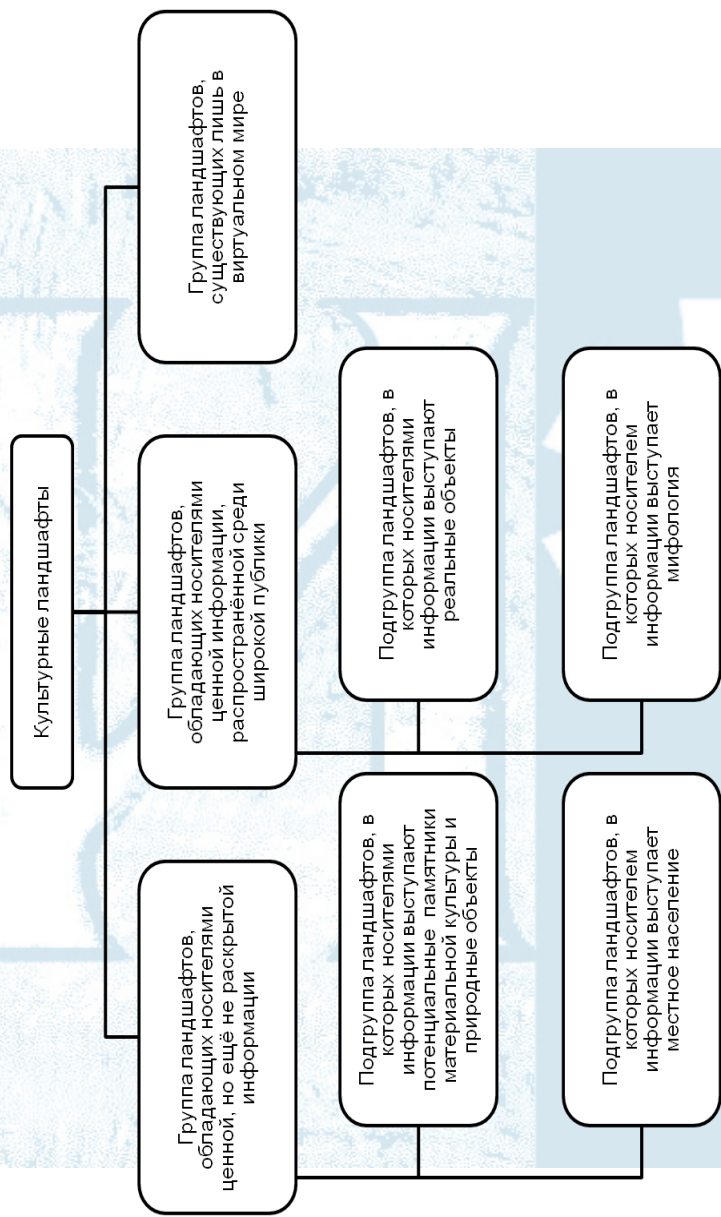 Культурные ландшафты
Группа ландшафтов,
обладающих носителями
ценной, но ещё не раскрытой
информации
Группа ландшафтов,
обладающих носителями
ценной информации,
распространённой среди
широкой публики
Группа ландшафтов,
существующих лишь в
виртуальном мире
Подгруппа ландшафтов, в
которых носителями
информации выступают
потенциальные памятники
материальной культуры и
природные объекты
Подгруппа ландшафтов, в
которых носителями
информации выступают
реальные объекты
Подгруппа ландшафтов, в
которых носителем
информации выступает
местное население
Подгруппа ландшафтов, в
которых носителем
информации выступает
мифология